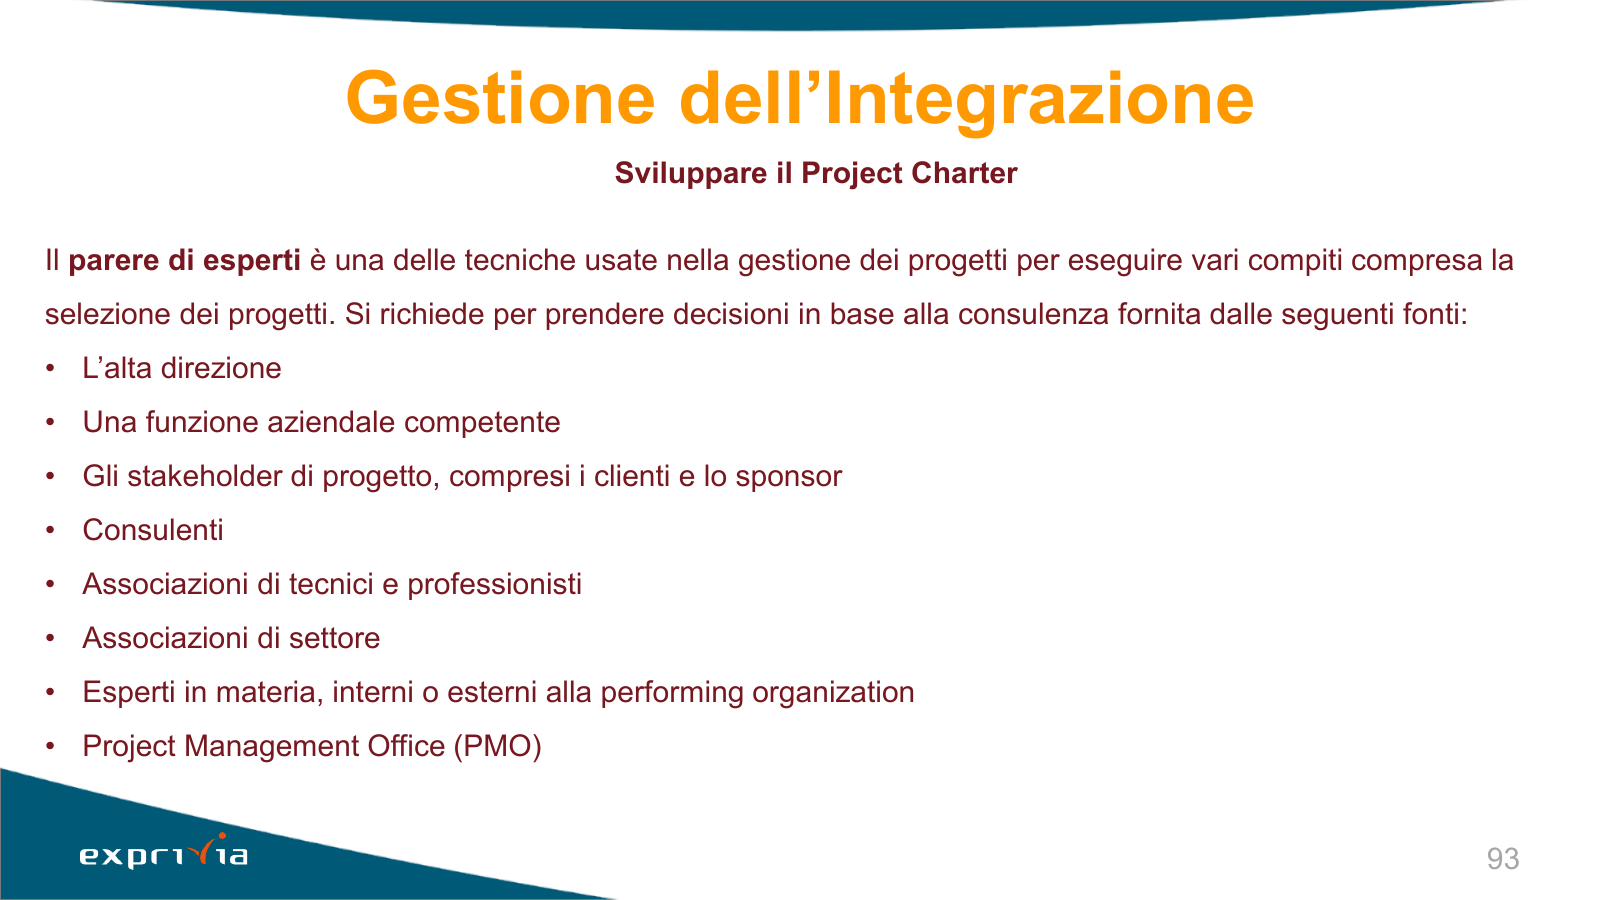 Gestione dell’Integrazione
Sviluppare il Project Charter
Il parere di esperti è una delle tecniche usate nella gestione dei progetti per eseguire vari compiti compresa la
selezione dei progetti. Si richiede per prendere decisioni in base alla consulenza fornita dalle seguenti fonti:
• L’alta direzione
• Una funzione aziendale competente
• Gli stakeholder di progetto, compresi i clienti e lo sponsor
• Consulenti
• Associazioni di tecnici e professionisti
• Associazioni di settore
• Esperti in materia, interni o esterni alla performing organization
• Project Management Office (PMO)
exprivia
93